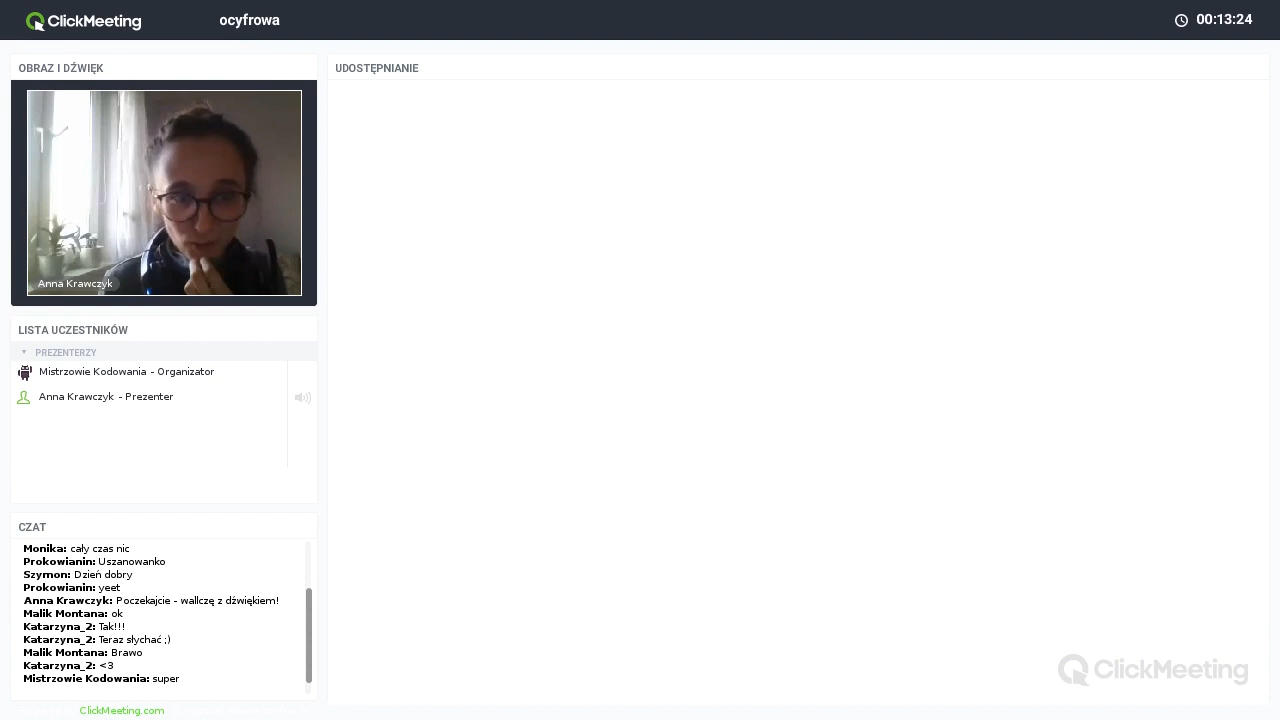 ClickMeeting
ocyfrowa
00:13:24
OBRAZ I DŹWIĘK
Anna Krawczyk
LISTA UCZESTNIKÓW
PREZENTERZY
Mistrzowie Kodowania - Organizator
Anna Krawczyk - Prezenter
CZAT
Monika: cały czas nic
Prokowianin: Uszanowanko
Szymon: Dzień dobry
Prokowianin: yeet
Anna Krawczyk: Poczekajcie - wallczę z dźwiękiem!
Malik Montana: ok
Katarzyna_2: Tak!!!
Katarzyna_2: Teraz słychać ;)
Malik Montana: Brawo
Katarzyna_2: <3
Mistrzowie Kodowania: super
ClickMeeting.com
UDOSTĘPNIANIE
ClickMeeting